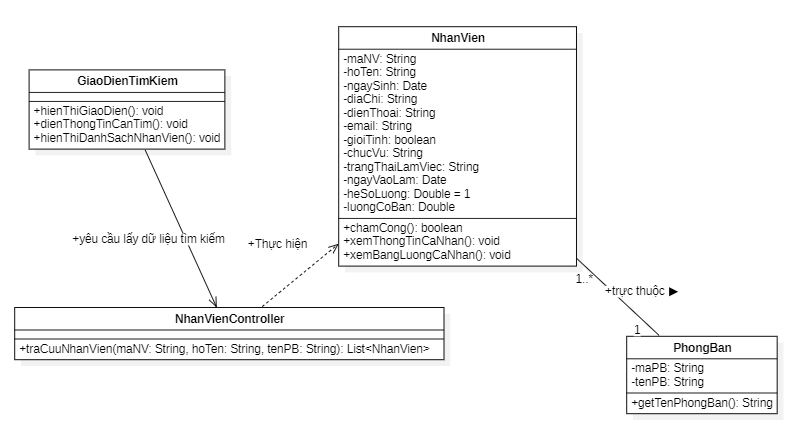 NhanVien
-maNV: String
-hoTen: String
-ngaySinh: Date
-diaChi: String
-dienThoai: String
-email: String
-gioiTinh: boolean
-chucVu: String
-trangThaiLamViec: String
-ngayVaoLam: Date
-heSoLuong: Double = 1
-luongCoBan: Double
+chamCong(): boolean
+xemThongTinCaNhan(): void
+xemBangLuongCaNhan(): void
GiaoDienTimKiem
+hienThiGiaoDien(): void
+dienThongTinCanTim(): void
+hienThiDanhSachNhanVien(): void
+yêu cầu lấy dữ liệu tìm kiếm
+Thực hiện
1..*
+trực thuộc ▶
1
NhanVienController
+traCuuNhanVien(maNV: String, hoTen: String, tenPB: String): List<NhanVien>
PhongBan
-maPB: String
-tenPB: String
+getTenPhongBan(): String